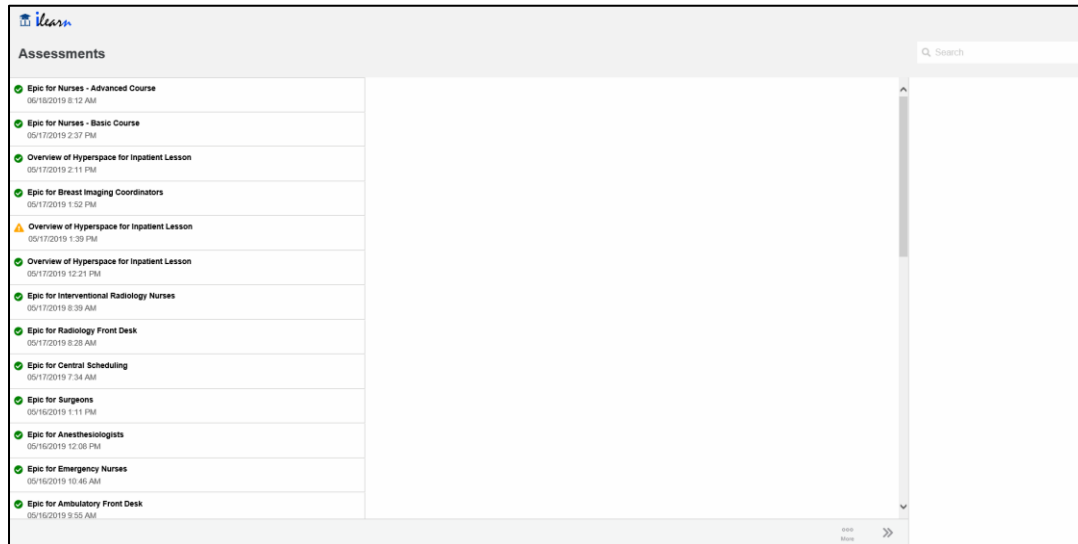 ilearn
Assessments
Search
Epic for Nurses - Advanced Course
06/18/2019 8:12 AM
Epic for Nurses - Basic Course
05/17/2019 2:37 PM
Overview of Hyperspace for Inpatient Lesson
05/17/2019 2:11 PM
Epic for Breast Imaging Coordinators
05/17/2019 1:52 PM
Overview of Hyperspace for Inpatient Lesson
05/17/2019 1:39 PM
Overview of Hyperspace for Inpatient Lesson
05/17/2019 12:21 PM
Epic for Interventional Radiology Nurses
05/17/2019 8:39 AM
Epic for Radiology Front Desk
05/17/2019 8:28 AM
Epic for Central Scheduling
05/17/2019 7:34 AM
Epic for Surgeons
05/16/2019 1:11 PM
Epic for Anesthesiologists
05/16/2019 12:08 PM
Epic for Emergency Nurses
05/16/2019 10:46 AM
Epic for Ambulatory Front Desk
05/16/2019 9:55 AM
More